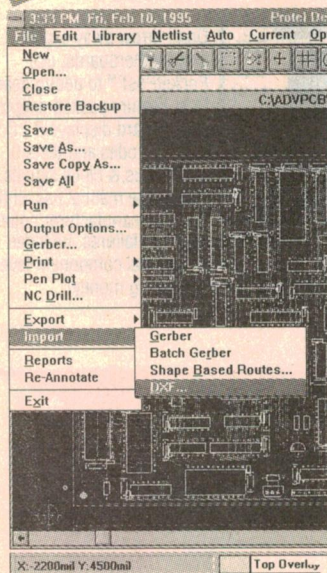 3:33 PM Fri, Feb 10, 1995 Protel De
File Edit Library Netlist Auto Current Op
New
Open...
Close
Restore Backup
C:\ADVPCB
Save
Save As...
Save Copy As...
Save All
Run
Output Options...
Gerber...
Print
Pen Plot
NC Drill...
Export
Import
Gerber
Batch Gerber
Shape Based Routes...
DXF...
Reports
Re-Annotate
Exit
X:-2200mil Y:4500mil Top Overlay